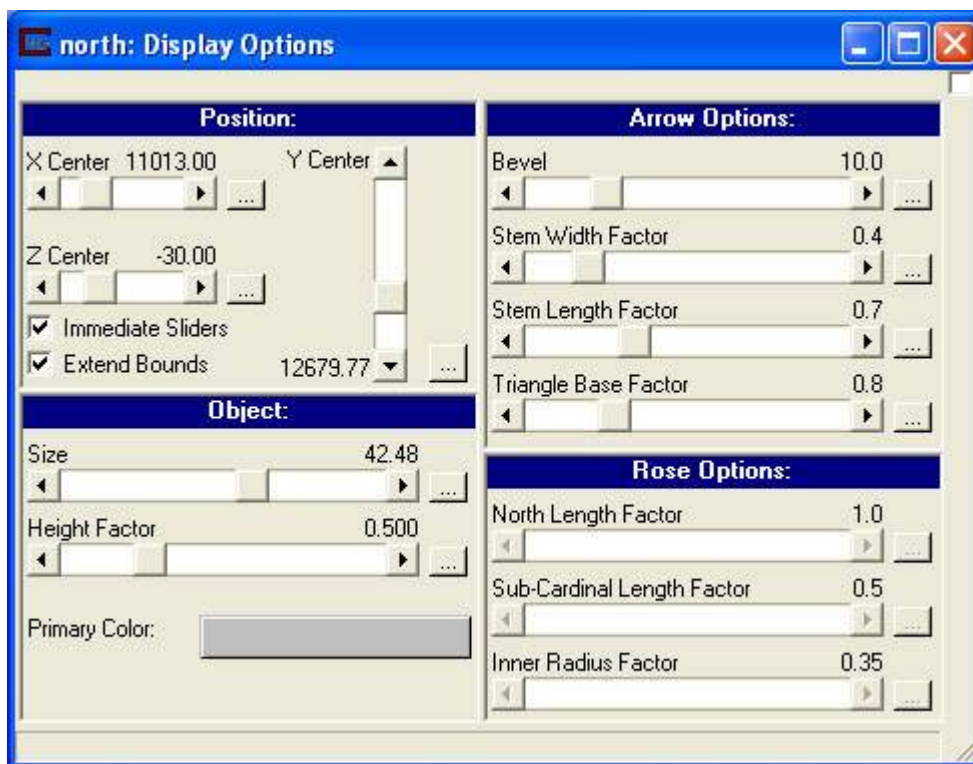 north: Display Options
Position:
X Center 11013.00
Y Center
...
Z Center -30.00
...
Immediate Sliders
Extend Bounds
12679.77
...
Object:
Size 42.48
...
Height Factor 0.500
...
Primary Color:
Arrow Options:
Bevel 10.0
...
Stem Width Factor 0.4
...
Stem Length Factor 0.7
...
Triangle Base Factor 0.8
...
Rose Options:
North Length Factor 1.0
...
Sub-Cardinal Length Factor 0.5
...
Inner Radius Factor 0.35
...